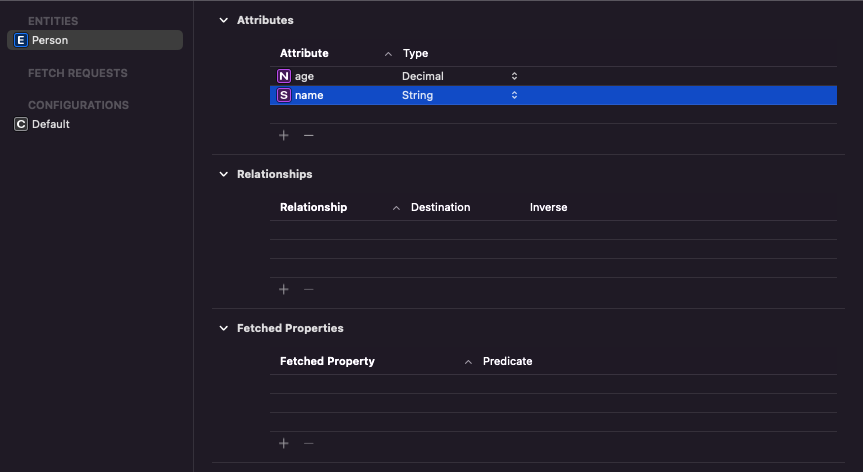 ENTITIES
E Person
FETCH REQUESTS
CONFIGURATIONS
C Default
Attributes
Attribute Type
N age Decimal
S name String
Relationships
Relationship Destination Inverse
Fetched Properties
Fetched Property Predicate